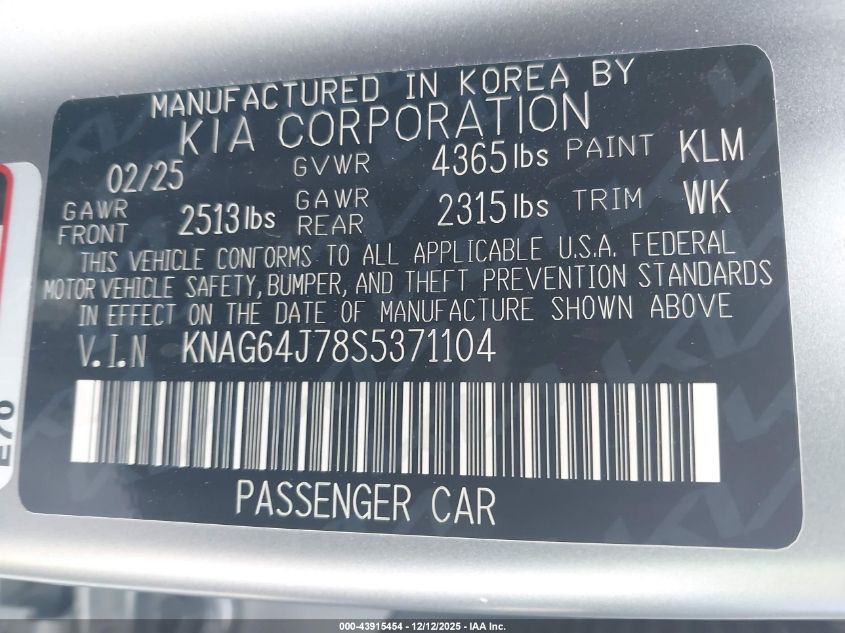 MANUFACTURED IN KOREA BY
KIA CORPORATION
02/25 GVWR 4365 lbs PAINT KLM
GAWR FRONT 2513 lbs GAWR REAR 2315 lbs TRIM WK
THIS VEHICLE CONFORMS TO ALL APPLICABLE U.S.A. FEDERAL
MOTOR VEHICLE SAFETY, BUMPER, AND THEFT PREVENTION STANDARDS
IN EFFECT ON THE DATE OF MANUFACTURE SHOWN ABOVE
V.I.N KNAG64J78S5371104
PASSENGER CAR
000-43915454 - 12/12/2025 - IAA Inc.